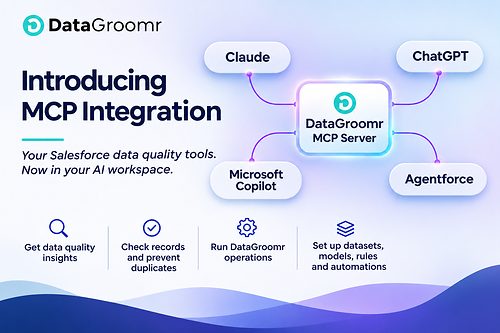 DataGroomr
Introducing
MCP Integration
Your Salesforce data quality tools.
Now in your AI workspace.
Claude
ChatGPT
DataGroomr
MCP Server
Microsoft
Copilot
Agentforce
Get data quality
insights
Check records
and prevent
duplicates
Run DataGroomr
operations
Set up datasets,
models, rules
and automations